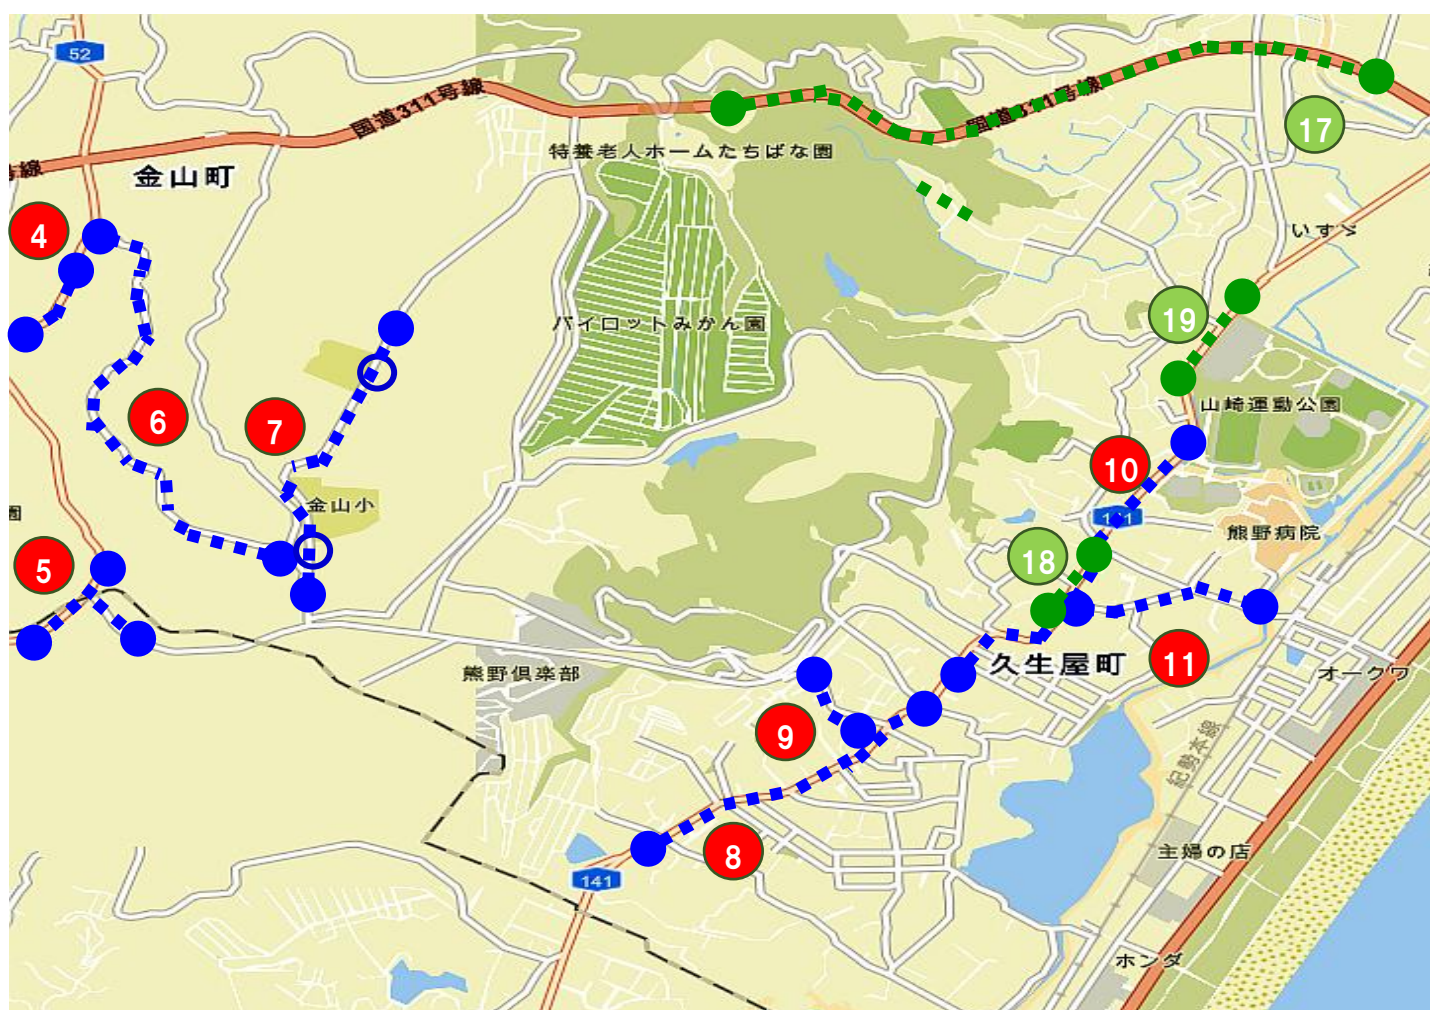 52
国道311号線
国道311号線
17
号線
金山町
特養老人ホームたちばな園
4
いすゞ
19
パイロットみかん園
山崎運動公園
6
7
10
金山小
園
熊野病院
18
5
久生屋町
11
熊野倶楽部
オークワ
9
紀勢本線
8
主婦の店
141
ホンダ